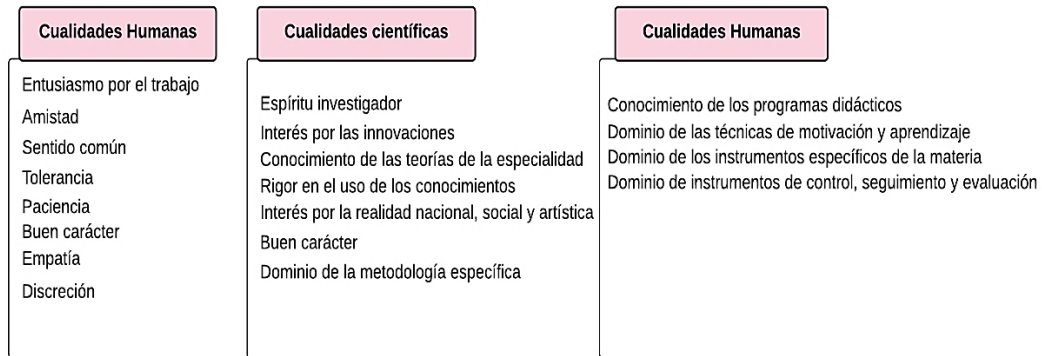 Cualidades Humanas
Entusiasmo por el trabajo
Amistad
Sentido común
Tolerancia
Paciencia
Buen carácter
Empatía
Discreción
Cualidades científicas
Espíritu investigador
Interés por las innovaciones
Conocimiento de las teorías de la especialidad
Rigor en el uso de los conocimientos
Interés por la realidad nacional, social y artística
Buen carácter
Dominio de la metodología específica
Cualidades Humanas
Conocimiento de los programas didácticos
Dominio de las técnicas de motivación y aprendizaje
Dominio de los instrumentos específicos de la materia
Dominio de instrumentos de control, seguimiento y evaluación